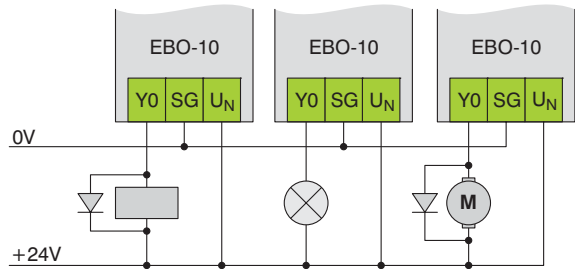 EBO-10 EBO-10 EBO-10
Y0 SG UN Y0 SG UN Y0 SG UN
0V
M
+24V